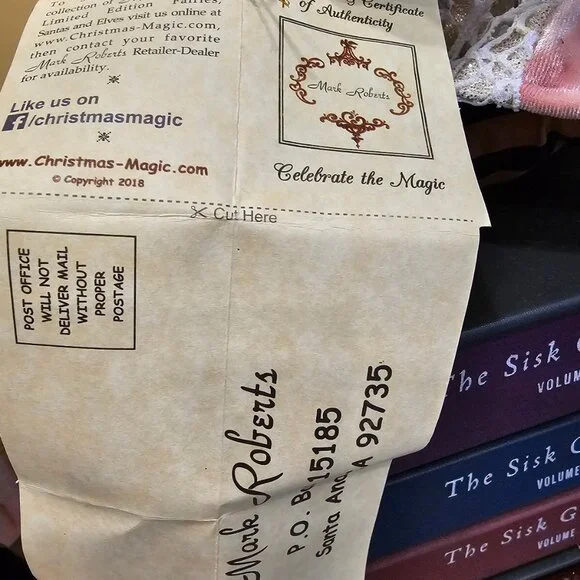 To
collection of
Limited Edition Fairies,
Santas and Elves visit us online at
www.Christmas-Magic.com,
then contact your favorite
Mark Roberts Retailer-Dealer
for availability.
Like us on
/christmasmagic
www.Christmas-Magic.com
© Copyright 2018
Certificate
of Authenticity
Mark Roberts
Celebrate the Magic
Cut Here
POST OFFICE
WILL NOT
DELIVER MAIL
WITHOUT
PROPER
POSTAGE
Mark Roberts
P.O. 15185
Santa Ana 92735
The Sisk
VOLUME
The Sisk
VOLUME
The Sisk G
VOLUME